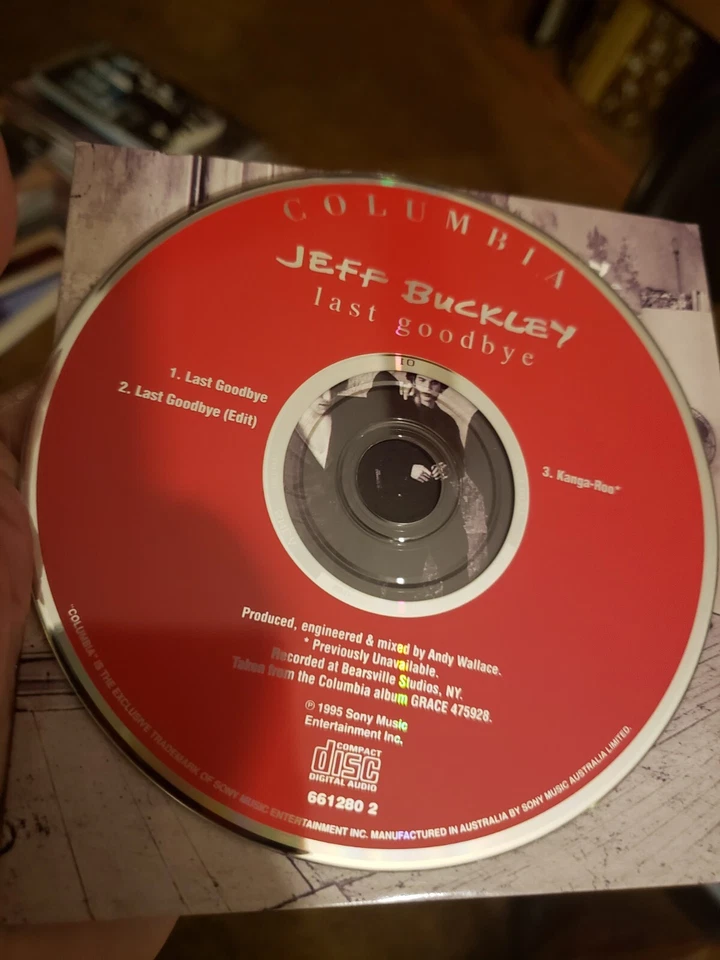 COLUMBIA
JEFF BUCKLEY
last goodbye
1. Last Goodbye
2. Last Goodbye (Edit)
3. Kanga-Roo*
Produced, engineered & mixed by Andy Wallace.
* Previously Unavailable.
Recorded at Bearsville Studios, NY.
Taken from the Columbia album GRACE 475928.
℗ 1995 Sony Music
Entertainment Inc.
COMPACT
disc
DIGITAL AUDIO
661280 2
"COLUMBIA" IS THE EXCLUSIVE TRADEMARK OF SONY MUSIC ENTERTAINMENT INC. MANUFACTURED IN AUSTRALIA BY SONY MUSIC AUSTRALIA LIMITED.